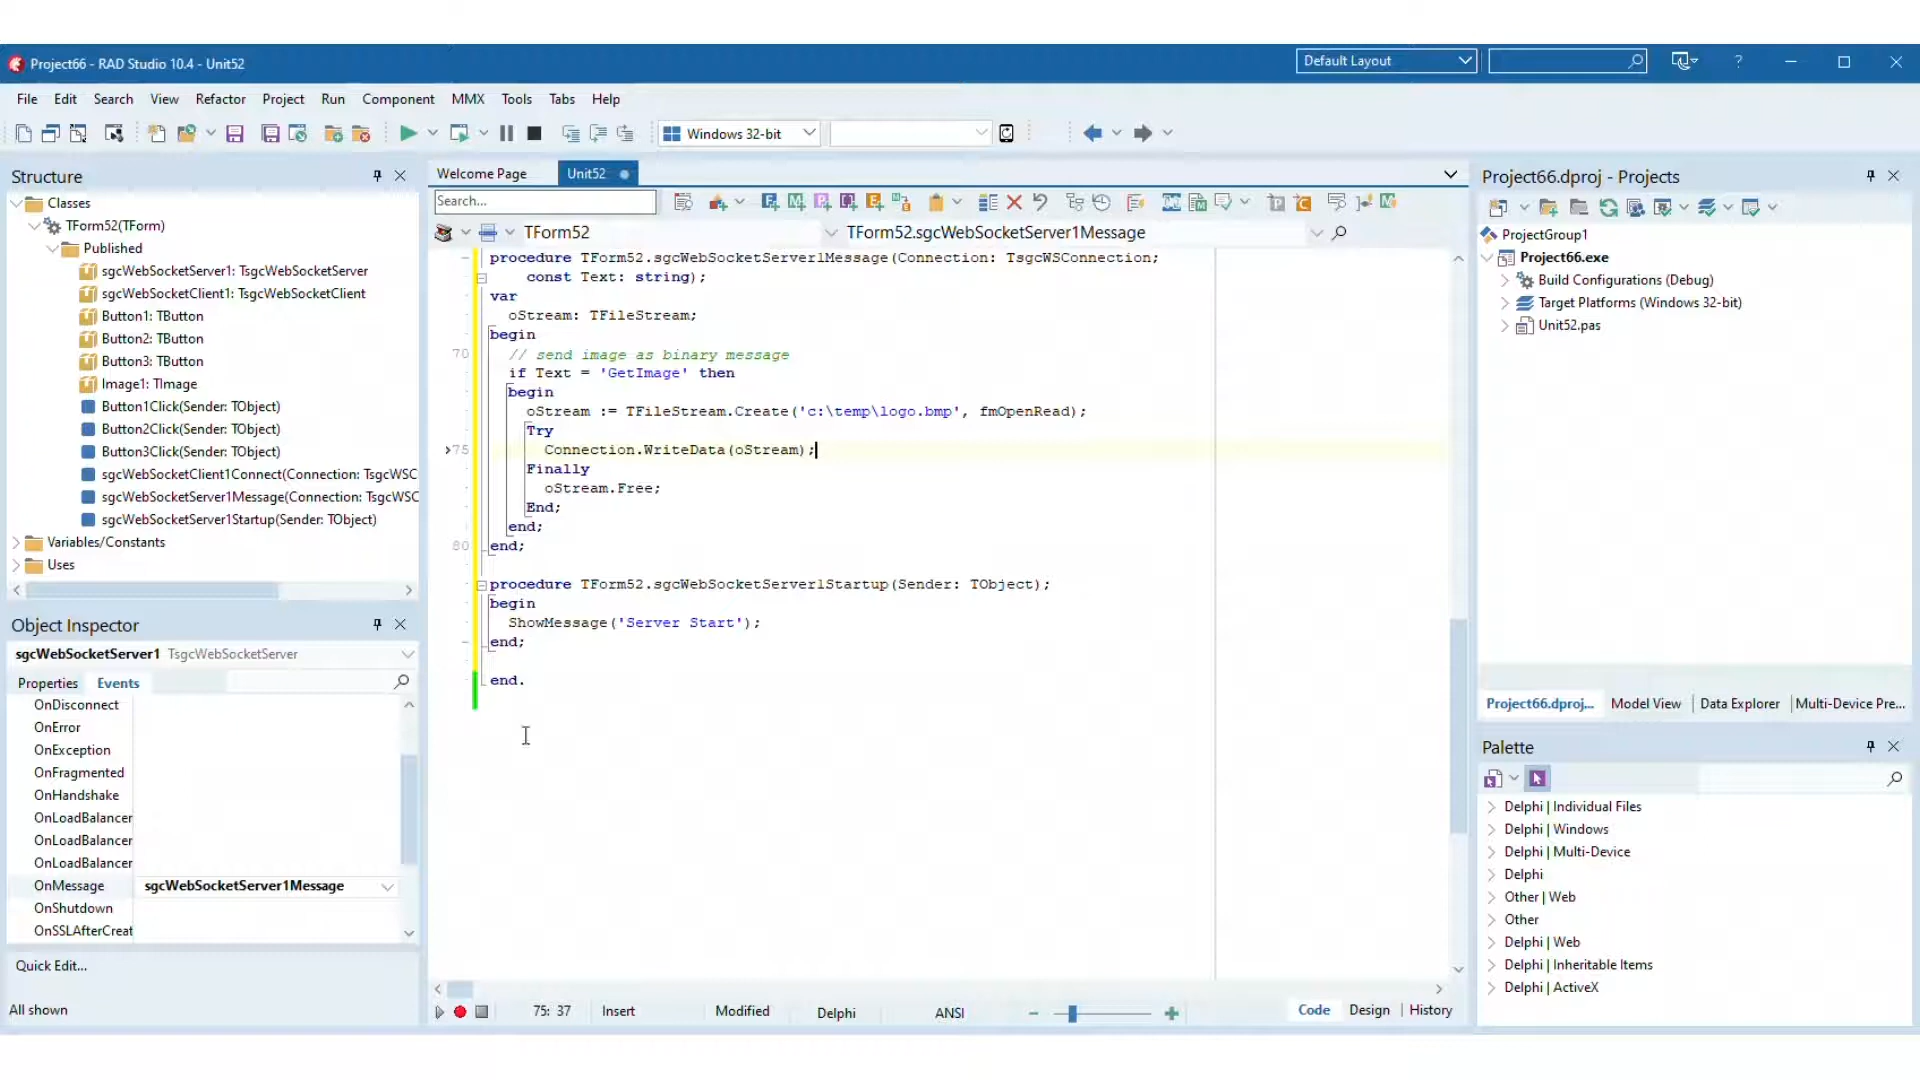 Project66 - RAD Studio 10.4 - Unit52
Default Layout
?
File Edit Search View Refactor Project Run Component MMX Tools Tabs Help
Windows 32-bit
Structure
Classes
TForm52(TForm)
Published
sgcWebSocketServer1: TsgcWebSocketServer
sgcWebSocketClient1: TsgcWebSocketClient
Button1: TButton
Button2: TButton
Button3: TButton
Image1: TImage
Button1Click(Sender: TObject)
Button2Click(Sender: TObject)
Button3Click(Sender: TObject)
sgcWebSocketClient1Connect(Connection: TsgcWSC
sgcWebSocketServer1Message(Connection: TsgcWSC
sgcWebSocketServer1Startup(Sender: TObject)
Variables/Constants
Uses
Object Inspector
sgcWebSocketServer1 TsgcWebSocketServer
Properties Events
OnDisconnect
OnError
OnException
OnFragmented
OnHandshake
OnLoadBalancer
OnLoadBalancer
OnLoadBalancer
OnMessage sgcWebSocketServer1Message
OnShutdown
OnSSLAfterCreat
Quick Edit...
All shown
Welcome Page Unit52
Search...
TForm52 TForm52.sgcWebSocketServer1Message
procedure TForm52.sgcWebSocketServer1Message(Connection: TsgcWSConnection;
const Text: string);
var
oStream: TFileStream;
begin
70 // send image as binary message
if Text = 'GetImage' then
begin
oStream := TFileStream.Create('c:\temp\logo.bmp', fmOpenRead);
Try
75 Connection.WriteData(oStream);
Finally
oStream.Free;
End;
end;
80 end;
procedure TForm52.sgcWebSocketServer1Startup(Sender: TObject);
begin
ShowMessage('Server Start');
end;
end.
75: 37 Insert Modified Delphi ANSI Code Design History
Project66.dproj - Projects
ProjectGroup1
Project66.exe
Build Configurations (Debug)
Target Platforms (Windows 32-bit)
Unit52.pas
Project66.dproj... Model View Data Explorer Multi-Device Pre...
Palette
Delphi | Individual Files
Delphi | Windows
Delphi | Multi-Device
Delphi
Other | Web
Other
Delphi | Web
Delphi | Inheritable Items
Delphi | ActiveX